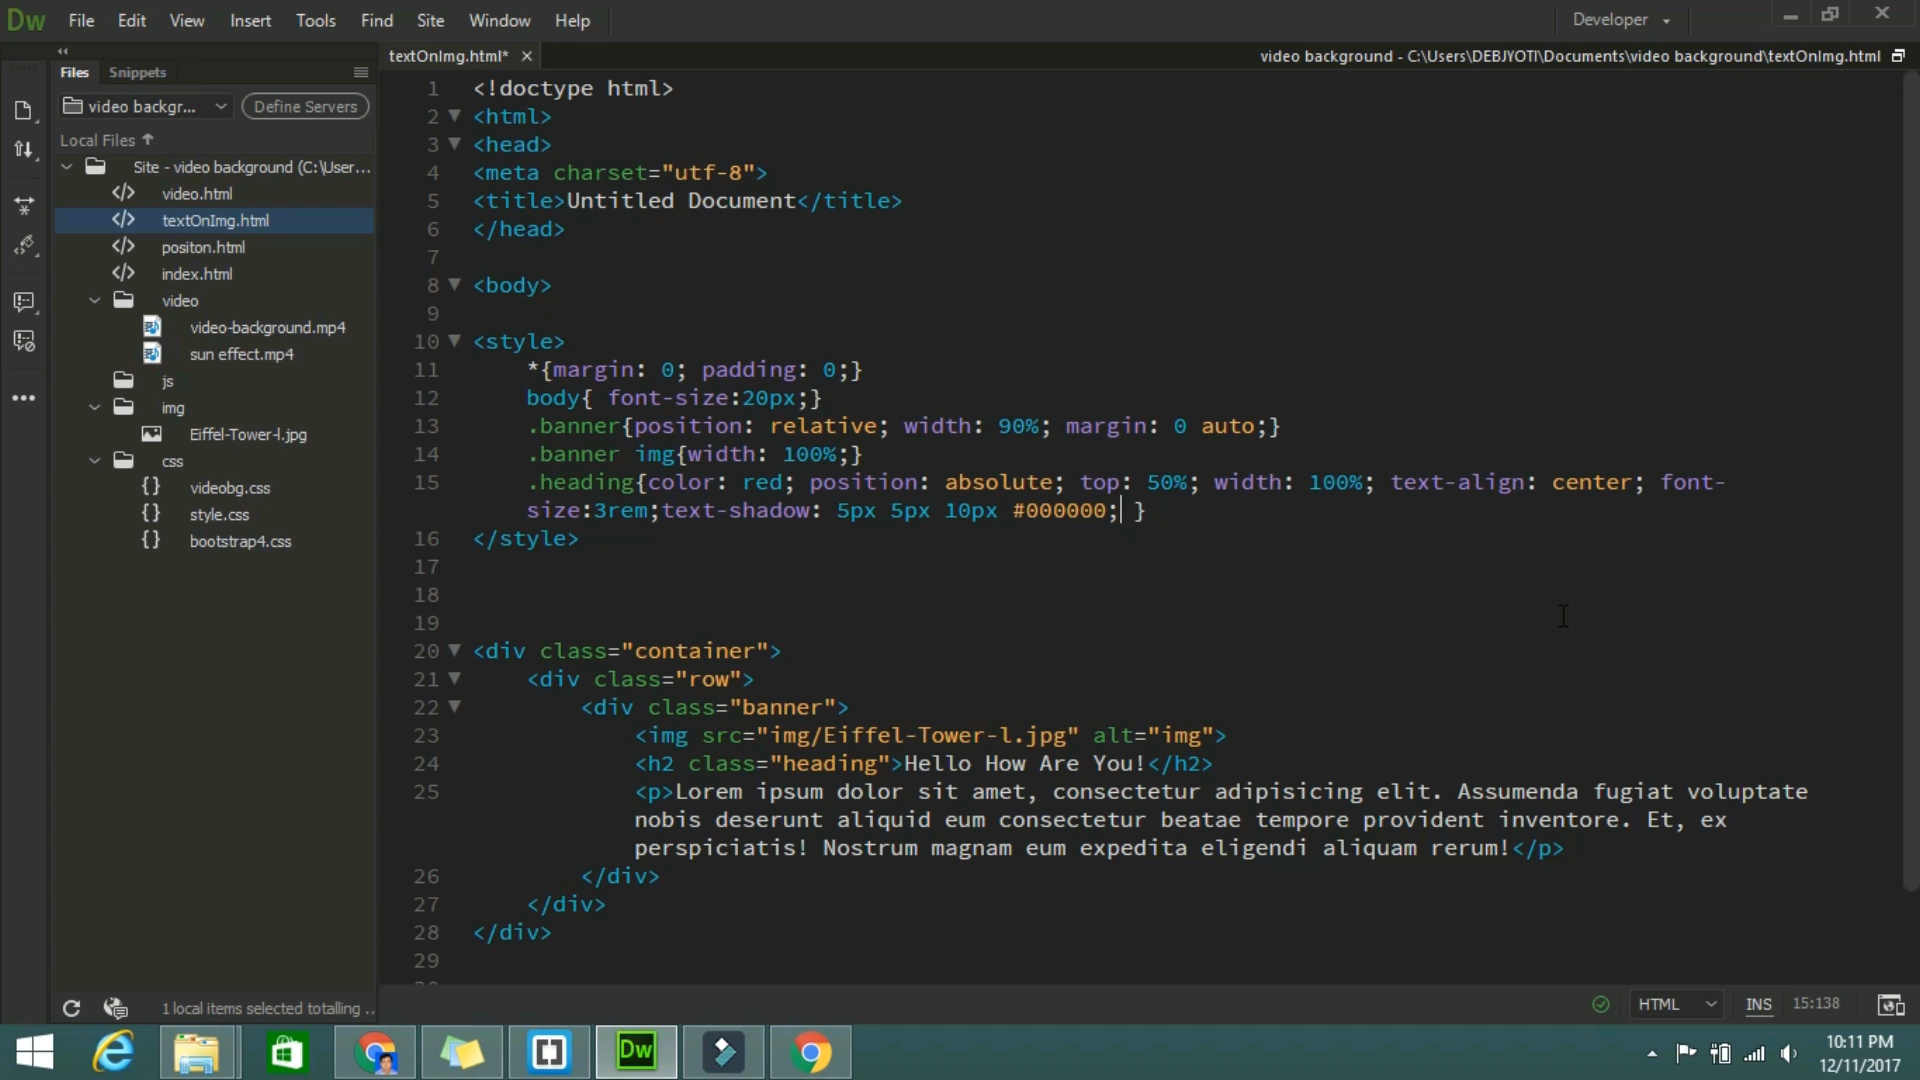 Dw File Edit View Insert Tools Find Site Window Help Developer
textOnImg.html* video background - C:\Users\DEBJYOTI\Documents\video background\textOnImg.html
Files Snippets
video backgr... Define Servers
Local Files
Site - video background (C:\User...
video.html
textOnImg.html
positon.html
index.html
video
video-background.mp4
sun effect.mp4
js
img
Eiffel-Tower-l.jpg
css
videobg.css
style.css
bootstrap4.css
1 local items selected totalling ..
1 <!doctype html>
2 <html>
3 <head>
4 <meta charset="utf-8">
5 <title>Untitled Document</title>
6 </head>
7
8 <body>
9
10 <style>
11 *{margin: 0; padding: 0;}
12 body{ font-size:20px;}
13 .banner{position: relative; width: 90%; margin: 0 auto;}
14 .banner img{width: 100%;}
15 .heading{color: red; position: absolute; top: 50%; width: 100%; text-align: center; font-
size:3rem;text-shadow: 5px 5px 10px #000000; }
16 </style>
17
18
19
20 <div class="container">
21 <div class="row">
22 <div class="banner">
23 <img src="img/Eiffel-Tower-l.jpg" alt="img">
24 <h2 class="heading">Hello How Are You!</h2>
25 <p>Lorem ipsum dolor sit amet, consectetur adipisicing elit. Assumenda fugiat voluptate
nobis deserunt aliquid eum consectetur beatae tempore provident inventore. Et, ex
perspiciatis! Nostrum magnam eum expedita eligendi aliquam rerum!</p>
26 </div>
27 </div>
28 </div>
29
HTML INS 15:138
Dw
10:11 PM
12/11/2017